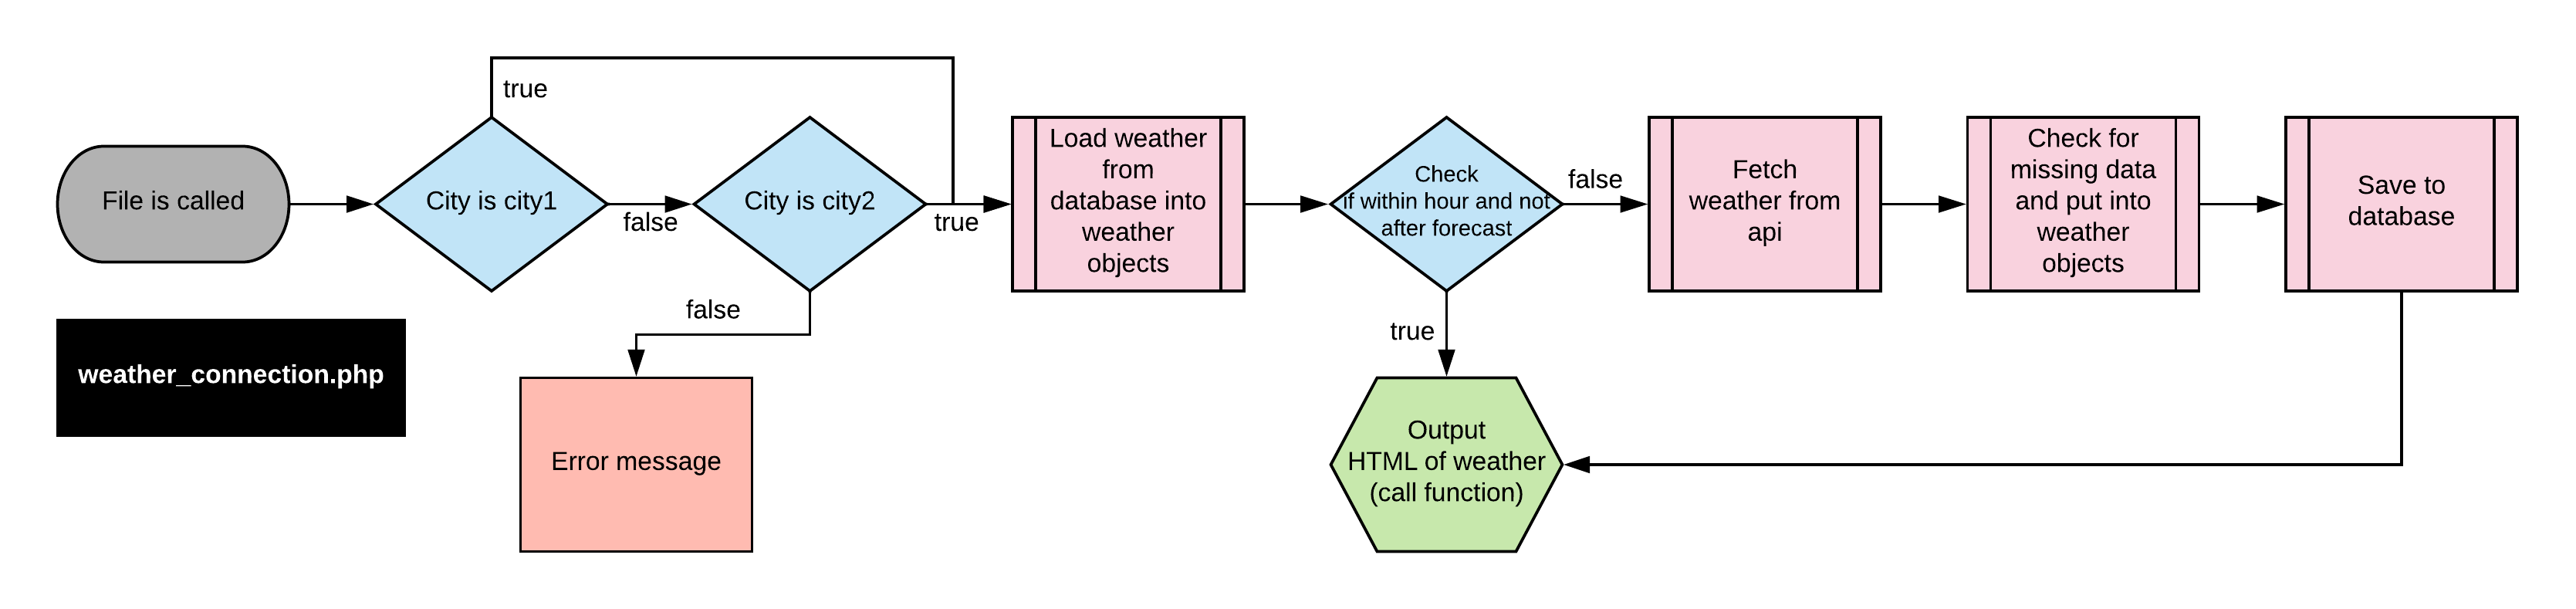 true
File is called
City is city1
false
City is city2
true
false
Load weather
from
database into
weather
objects
Check
if within hour and not
after forecast
false
true
Fetch
weather from
api
Check for
missing data
and put into
weather
objects
Save to
database
weather_connection.php
Error message
Output
HTML of weather
(call function)